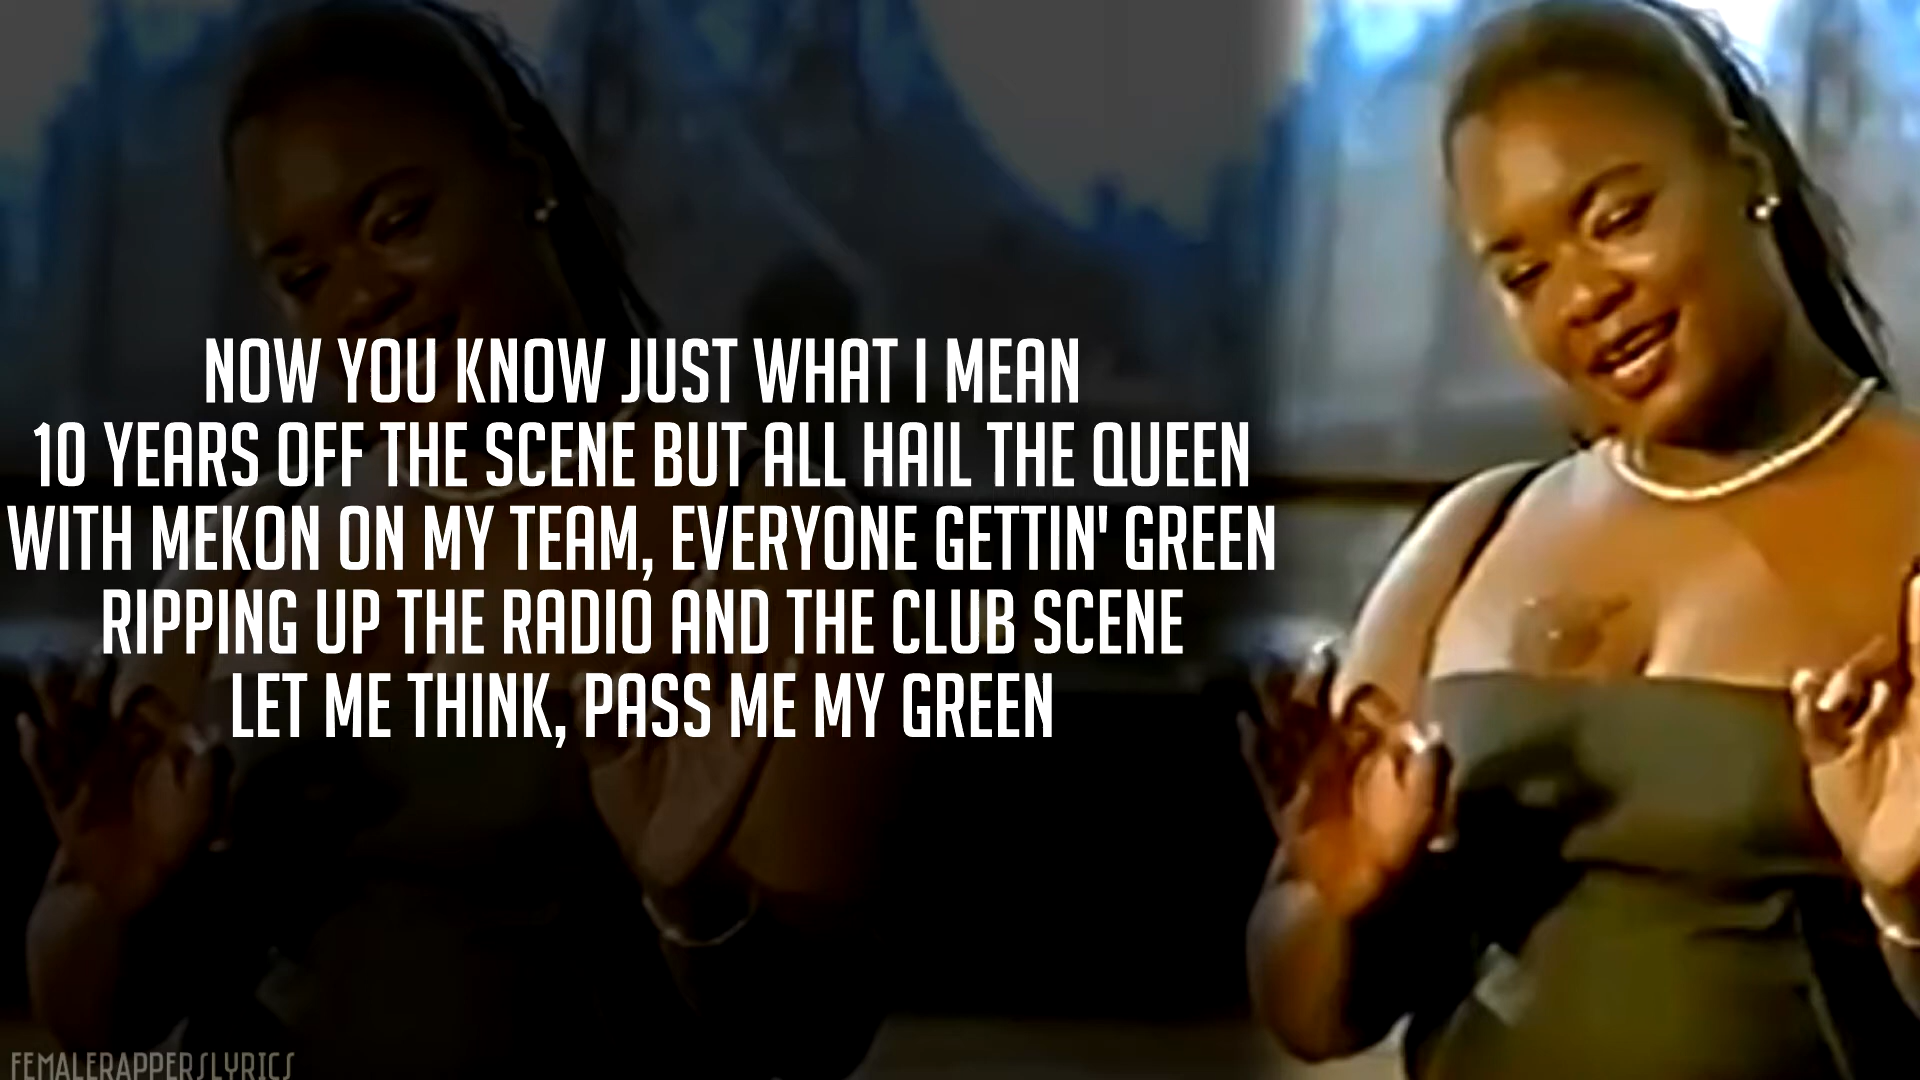 NOW YOU KNOW JUST WHAT I MEAN
10 YEARS OFF THE SCENE BUT ALL HAIL THE QUEEN
WITH MEKON ON MY TEAM, EVERYONE GETTIN' GREEN
RIPPING UP THE RADIO AND THE CLUB SCENE
LET ME THINK, PASS ME MY GREEN
FEMALERAPPERSLYRICS